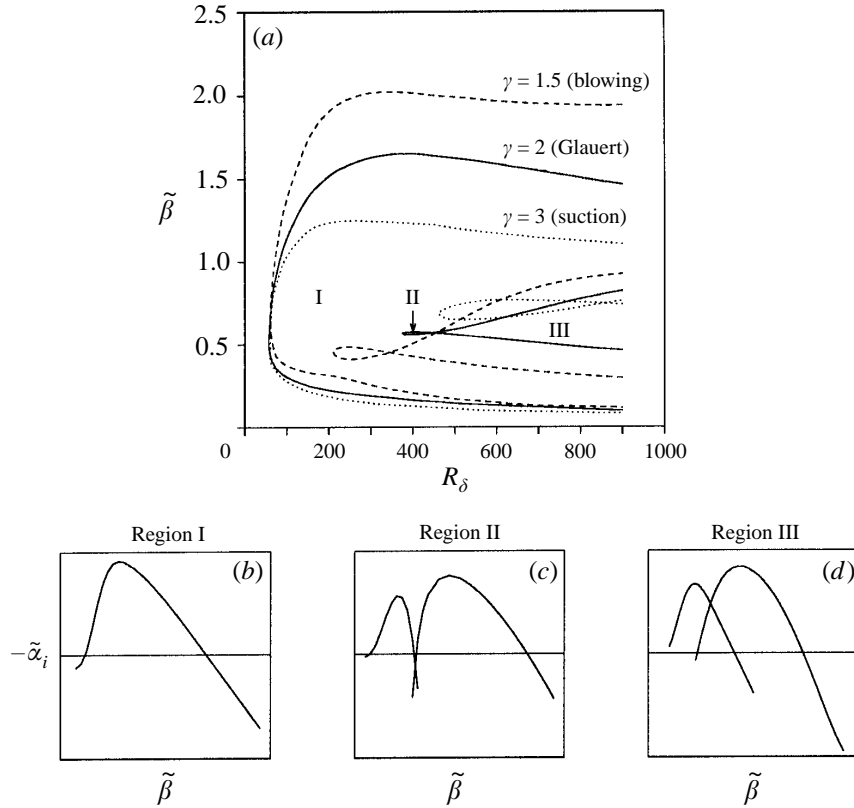 2.5
(a)
γ = 1.5 (blowing)
2.0
γ = 2 (Glauert)
1.5
β̃
γ = 3 (suction)
1.0
I
II
III
0.5
0
200
400
600
800
1000
R_δ
Region I
Region II
Region III
(b)
(c)
(d)
−α̃_i
β̃
β̃
β̃